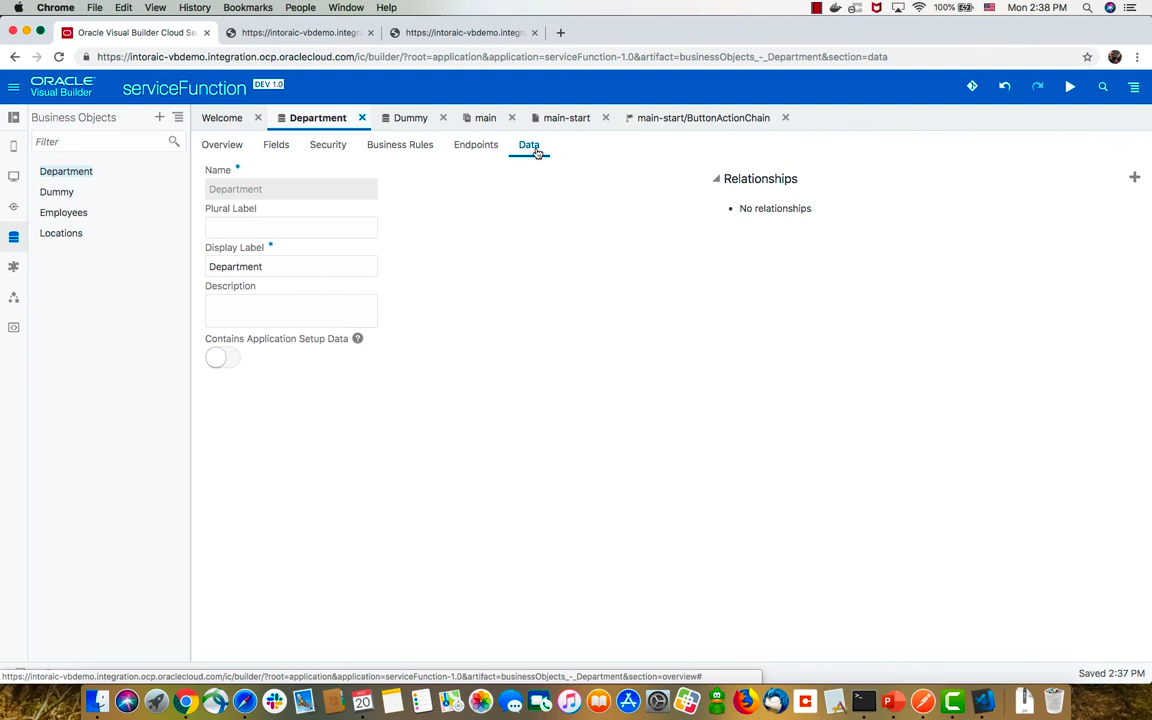 Chrome File Edit View History Bookmarks People Window Help 100% Mon 2:38 PM
Oracle Visual Builder Cloud Se × https://intoraic-vbdemo.integra × https://intoraic-vbdemo.integ ×
https://intoraic-vbdemo.integration.ocp.oraclecloud.com/ic/builder/?root=application&application=serviceFunction-1.0&artifact=businessObjects_-_Department&section=data
ORACLE
Visual Builder
serviceFunction DEV 1.0
Business Objects Welcome Department Dummy main main-start main-start/ButtonActionChain
Filter Overview Fields Security Business Rules Endpoints Data
Department
Dummy
Employees
Locations
Name *
Department
Plural Label
Display Label *
Department
Description
Contains Application Setup Data ?
Relationships
No relationships
https://intoraic-vbdemo.integration.ocp.oraclecloud.com/ic/builder/?root=application&application=serviceFunction-1.0&artifact=businessObjects_-_Department&section=overview#
Saved 2:37 PM
20